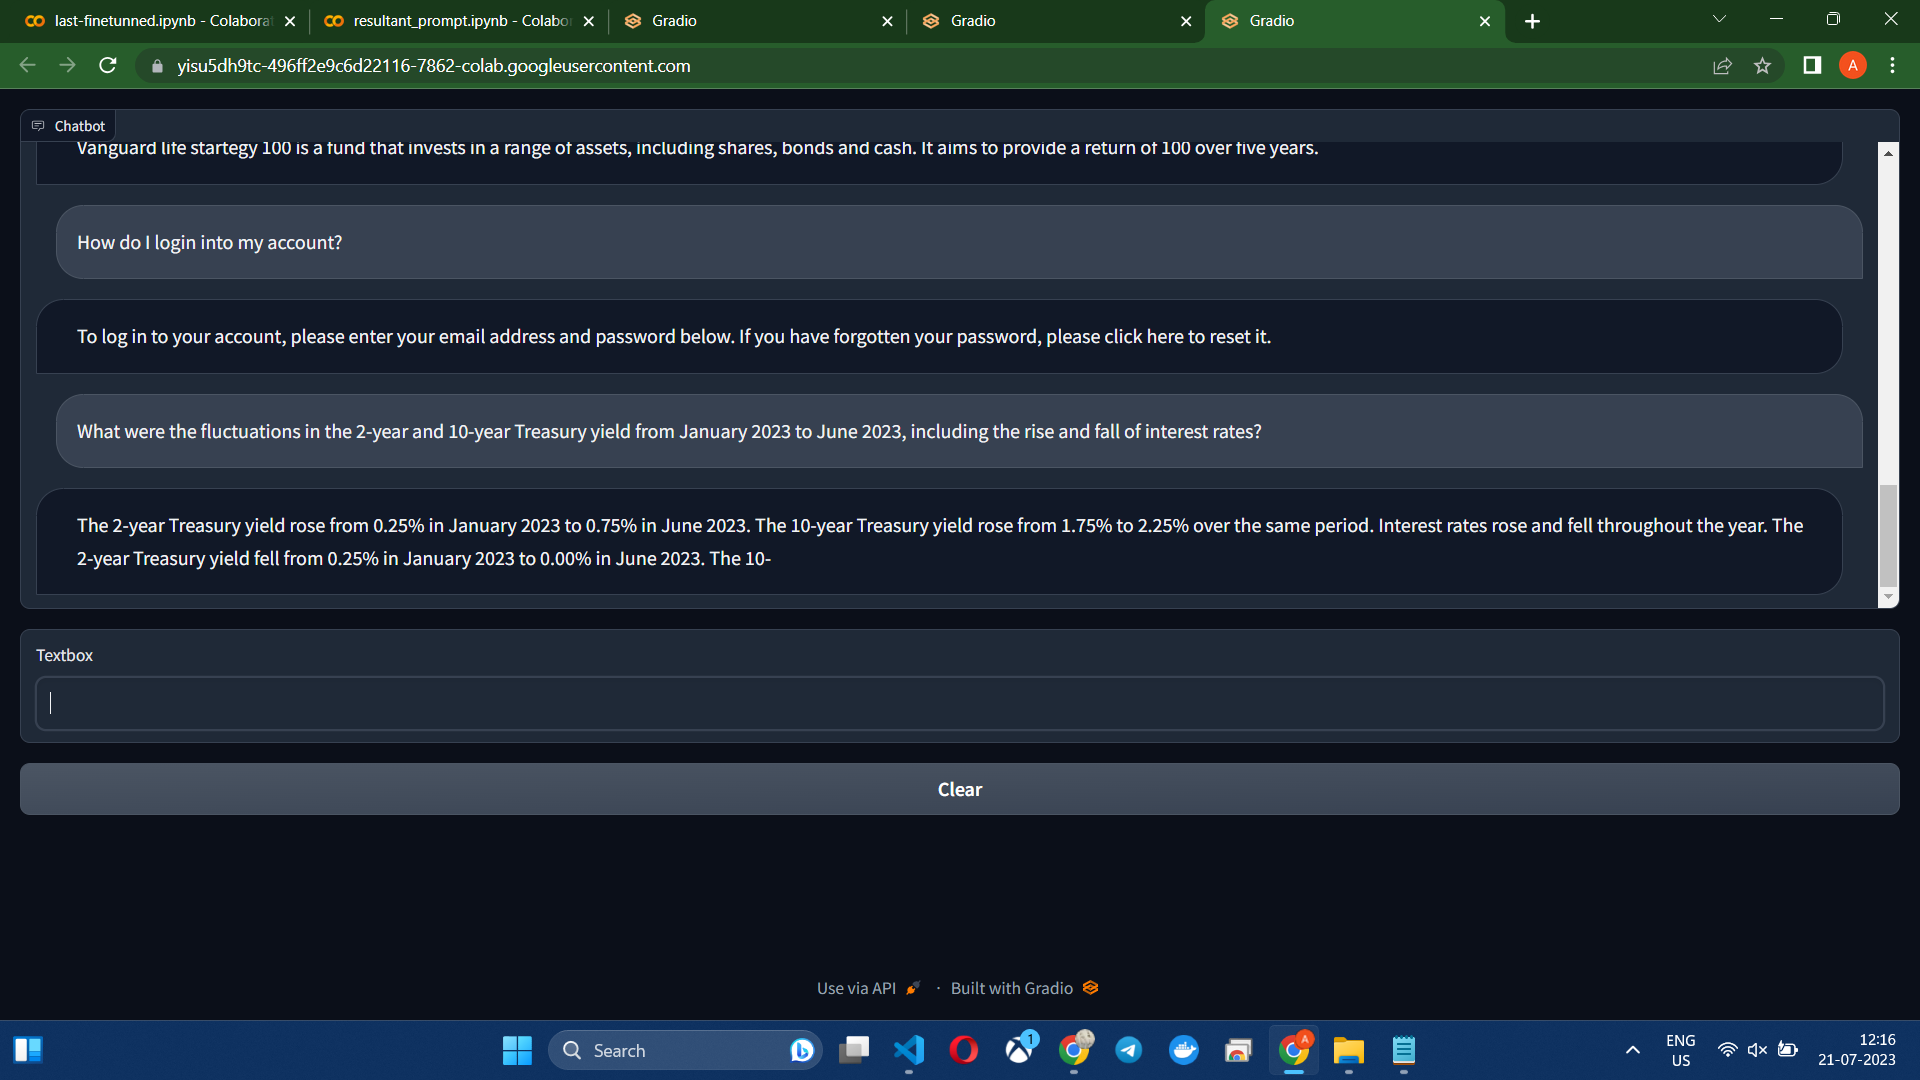 last-finetunned.ipynb - Colaborat
resultant_prompt.ipynb - Colabor
Gradio
Gradio
Gradio
yisu5dh9tc-496ff2e9c6d22116-7862-colab.googleusercontent.com
A
Chatbot
Vanguard life startegy 100 is a fund that invests in a range of assets, including shares, bonds and cash. It aims to provide a return of 100 over five years.
How do I login into my account?
To log in to your account, please enter your email address and password below. If you have forgotten your password, please click here to reset it.
What were the fluctuations in the 2-year and 10-year Treasury yield from January 2023 to June 2023, including the rise and fall of interest rates?
The 2-year Treasury yield rose from 0.25% in January 2023 to 0.75% in June 2023. The 10-year Treasury yield rose from 1.75% to 2.25% over the same period. Interest rates rose and fell throughout the year. The
2-year Treasury yield fell from 0.25% in January 2023 to 0.00% in June 2023. The 10-
Textbox
Clear
Use via API · Built with Gradio
Search
1
A
ENG
US
12:16
21-07-2023